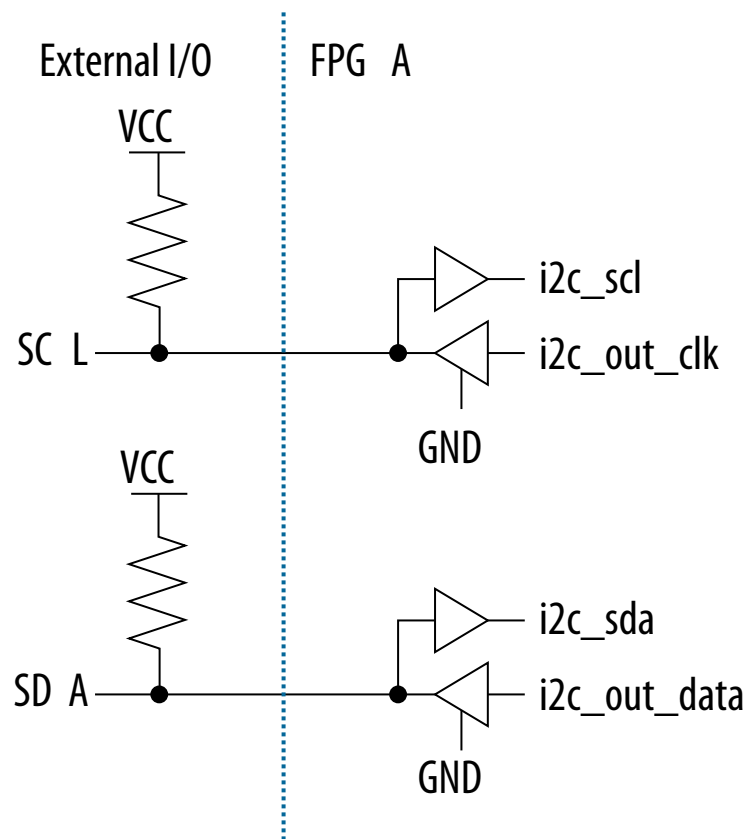 External I/O
FPG A
VCC
i2c_scl
SC L
i2c_out_clk
GND
VCC
i2c_sda
SD A
i2c_out_data
GND